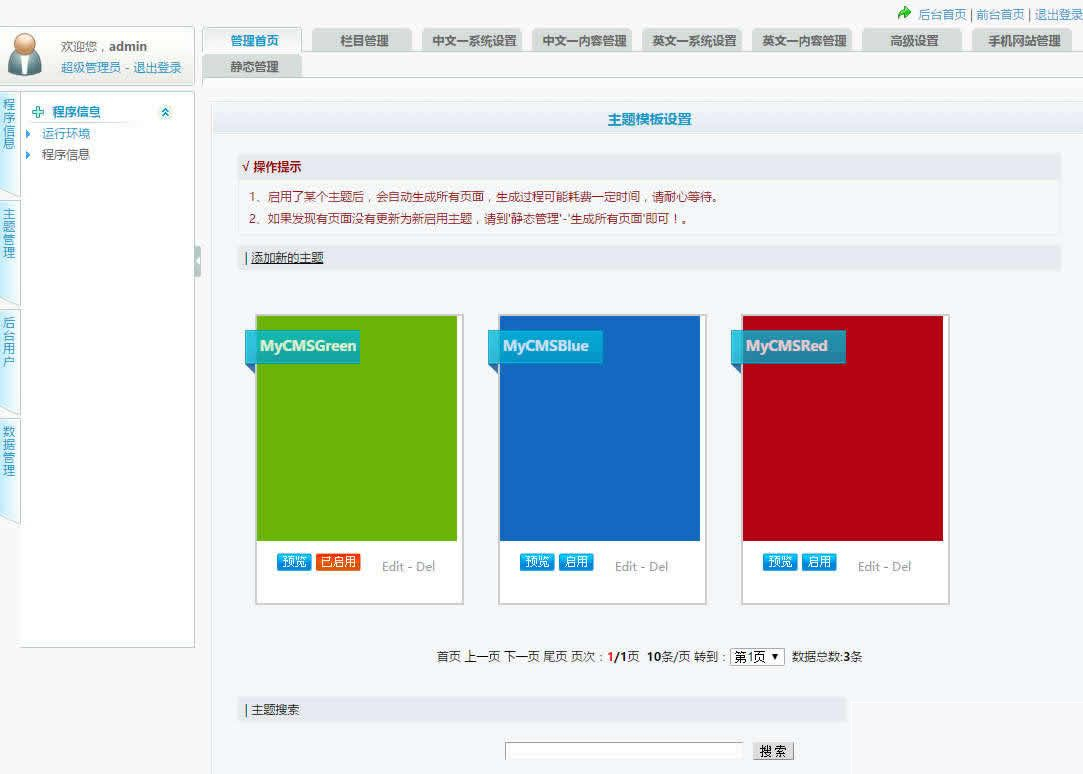 后台首页 | 前台首页 | 退出登录
欢迎您，admin
超级管理员 - 退出登录
管理首页 栏目管理 中文一系统设置 中文一内容管理 英文一系统设置 英文一内容管理 高级设置 手机网站管理
静态管理
程序信息
主题管理
后台用户
数据管理
程序信息
运行环境
程序信息
主题模板设置
√ 操作提示
1、启用了某个主题后，会自动生成所有页面，生成过程可能耗费一定时间，请耐心等待。
2、如果发现有页面没有更新为新启用主题，请到'静态管理'-'生成所有页面'即可！。
| 添加新的主题
MyCMSGreen MyCMSBlue MyCMSRed
预览 已启用 Edit - Del 预览 启用 Edit - Del 预览 启用 Edit - Del
首页 上一页 下一页 尾页 页次：1/1页 10条/页 转到：第1页 ▼ 数据总数:3条
| 主题搜索
搜索